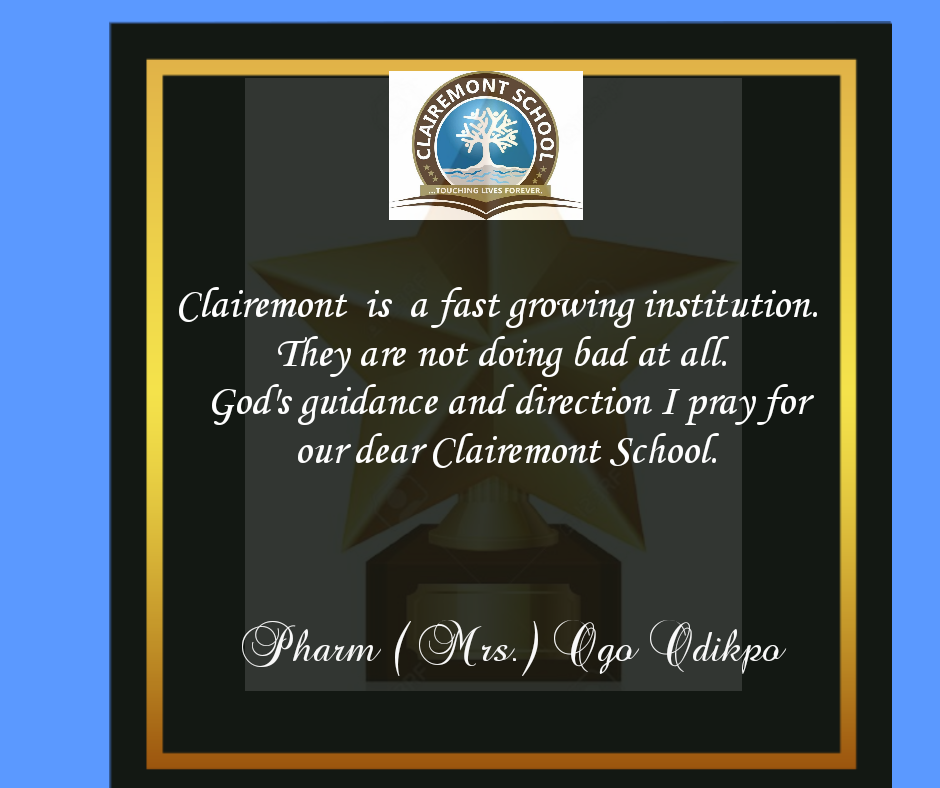 CLAIREMONT SCHOOL
...TOUCHING LIVES FOREVER.
Clairemont is a fast growing institution.
They are not doing bad at all.
God's guidance and direction I pray for
our dear Clairemont School.
Pharm (Mrs.) Ogo Odikpo